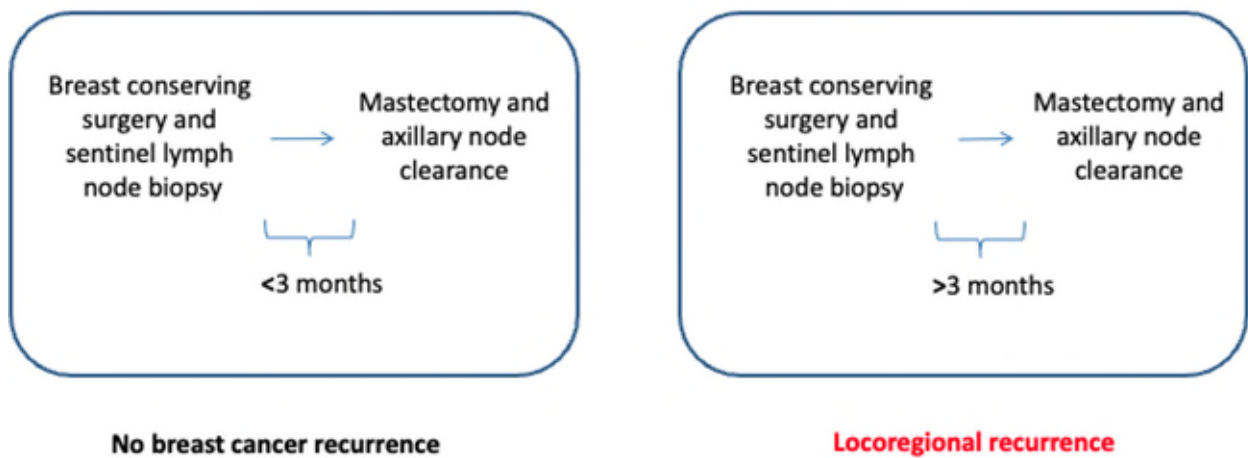 Breast conserving
surgery and
sentinel lymph
node biopsy
Mastectomy and
axillary node
clearance
<3 months
No breast cancer recurrence
Breast conserving
surgery and
sentinel lymph
node biopsy
Mastectomy and
axillary node
clearance
>3 months
Locoregional recurrence